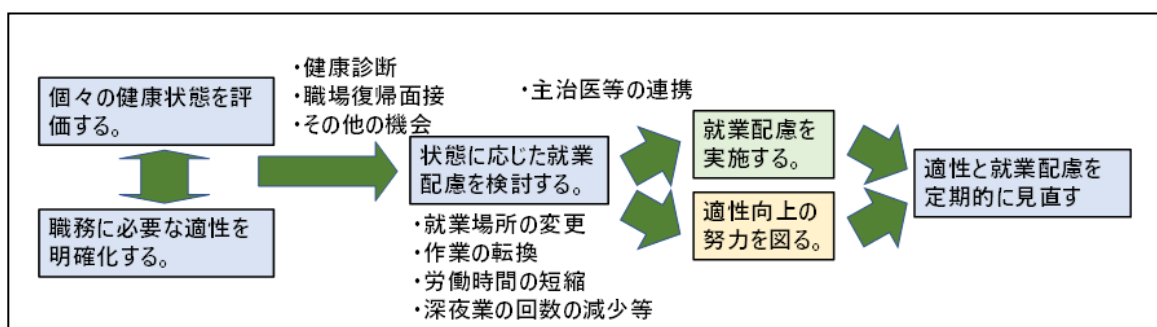 個々の健康状態を評
価する。
職務に必要な適性を
明確化する。
・健康診断
・職場復帰面接
・その他の機会
状態に応じた就業
配慮を検討する。
・就業場所の変更
・作業の転換
・労働時間の短縮
・深夜業の回数の減少等
・主治医等の連携
就業配慮を
実施する。
適性向上の
努力を図る。
適性と就業配慮を
定期的に見直す